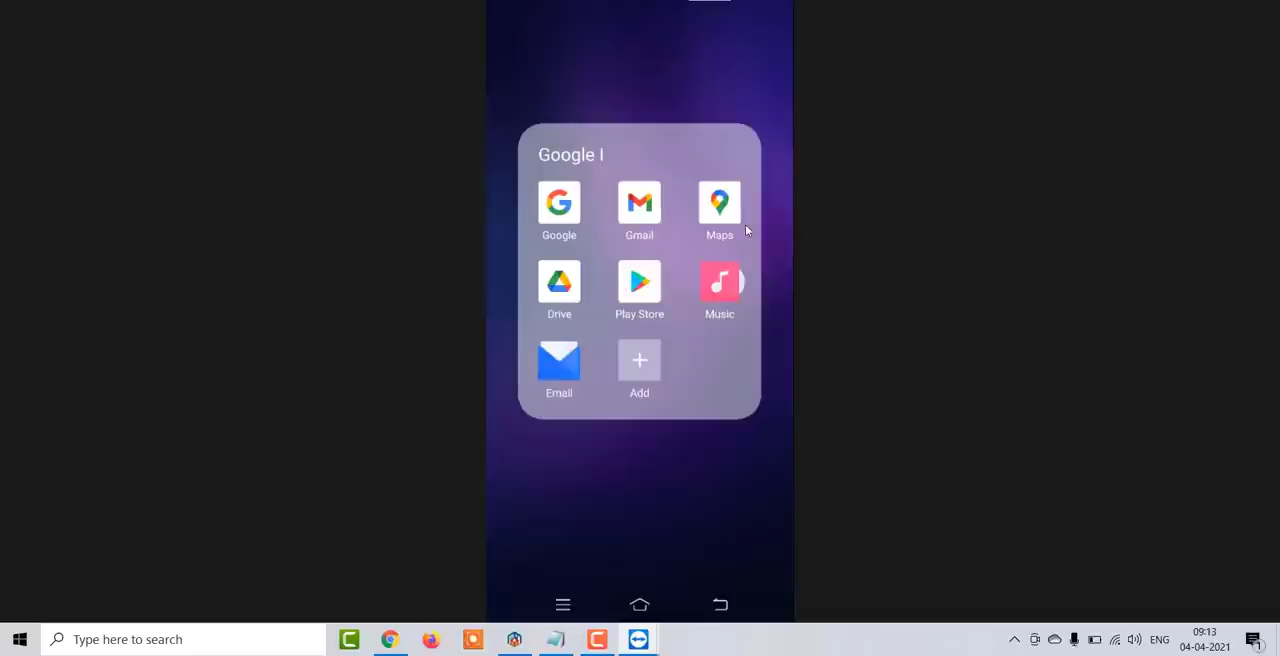 Google I
Google Gmail Maps
Drive Play Store Music
Email Add
Type here to search
ENG
09:13
04-04-2021
1